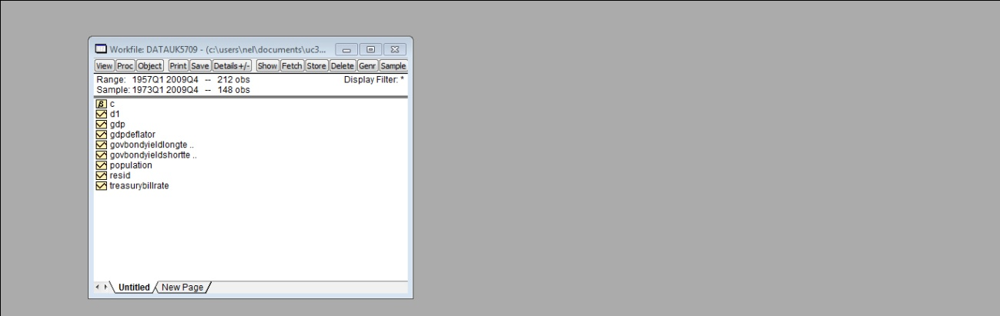 Workfile: DATAUK5709 - (c:\users\nel\documents\uc3...
View Proc Object Print Save Details+/- Show Fetch Store Delete Genr Sample
Range: 1957Q1 2009Q4 -- 212 obs Display Filter: *
Sample: 1973Q1 2009Q4 -- 148 obs
β c
d1
gdp
gdpdeflator
govbondyieldlongte ..
govbondyieldshortte ..
population
resid
treasurybillrate
Untitled New Page